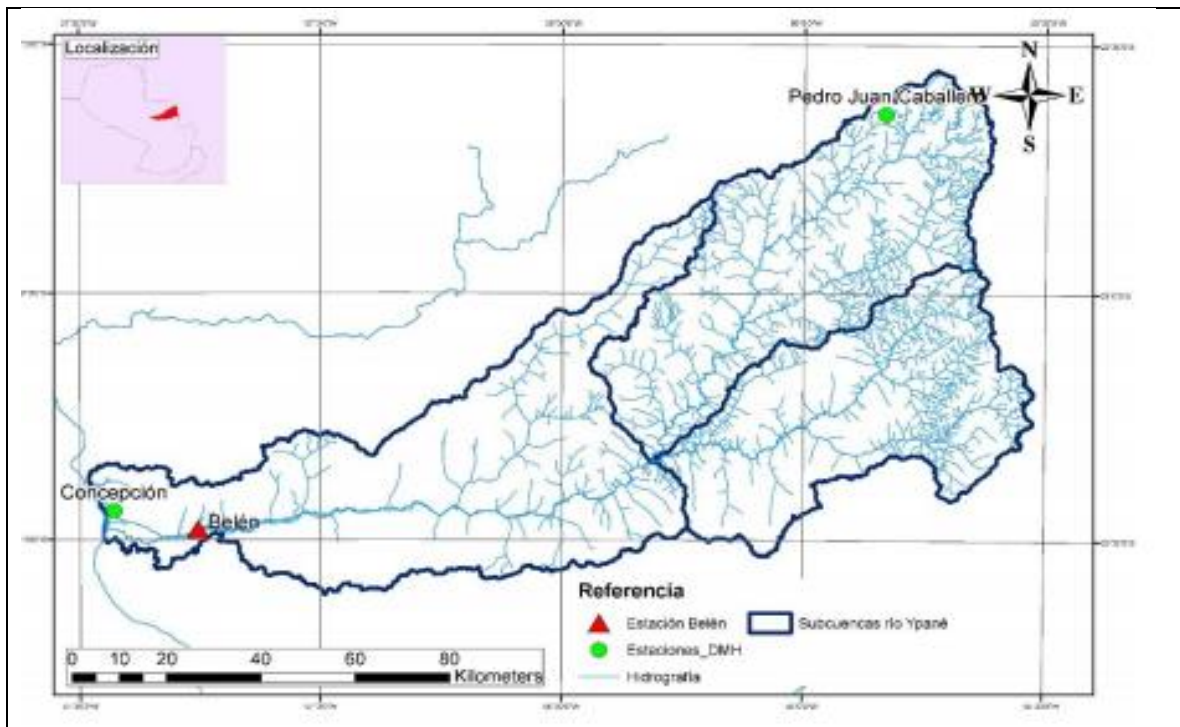 Localización
N
W E
S
Pedro Juan Caballero
Concepción
Belén
Referencia
Estación Belén
Subcuencas río Ypané
Estaciones_DMH
Hidrografía
0 10 20 40 60 80
Kilometers